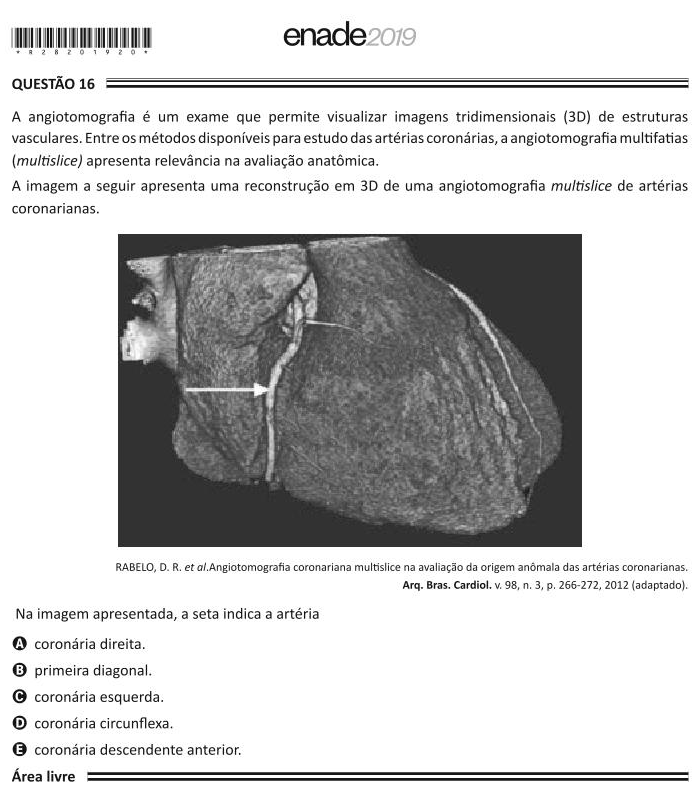 * R 2 8 2 0 1 9 2 0 *
enade2019
QUESTÃO 16
A angiotomografia é um exame que permite visualizar imagens tridimensionais (3D) de estruturas
vasculares. Entre os métodos disponíveis para estudo das artérias coronárias, a angiotomografia multifatias
(multislice) apresenta relevância na avaliação anatômica.
A imagem a seguir apresenta uma reconstrução em 3D de uma angiotomografia multislice de artérias
coronarianas.
RABELO, D. R. et al.Angiotomografia coronariana multislice na avaliação da origem anômala das artérias coronarianas.
Arq. Bras. Cardiol. v. 98, n. 3, p. 266-272, 2012 (adaptado).
Na imagem apresentada, a seta indica a artéria
A coronária direita.
B primeira diagonal.
C coronária esquerda.
D coronária circunflexa.
E coronária descendente anterior.
Área livre